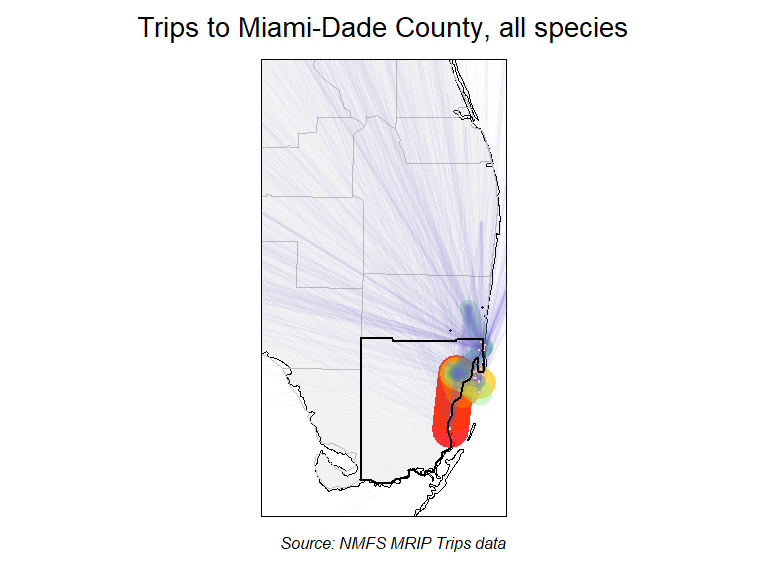 Trips to Miami-Dade County, all species
Source: NMFS MRIP Trips data